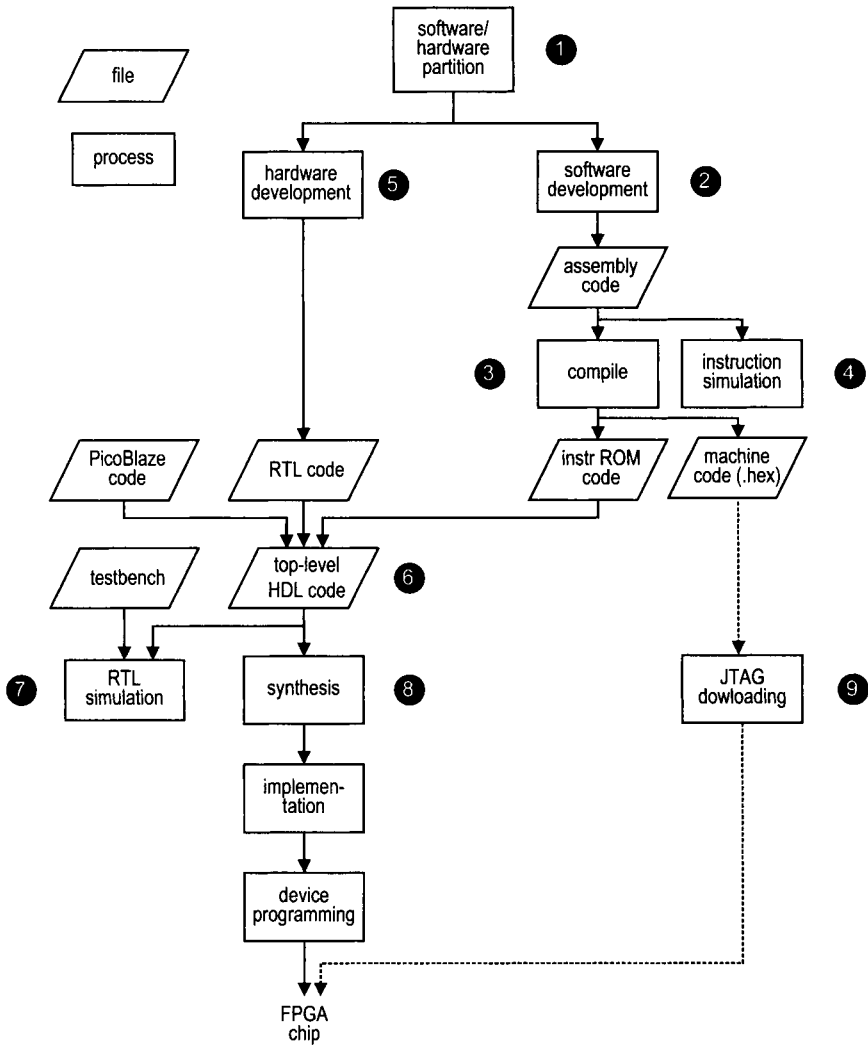 software/
hardware
partition
1
file
process
hardware
development
5
software
development
2
assembly
code
3
compile
instruction
simulation
4
PicoBlaze
code
RTL code
instr ROM
code
machine
code (.hex)
testbench
top-level
HDL code
6
7
RTL
simulation
synthesis
8
JTAG
dowloading
9
implemen-
tation
device
programming
FPGA
chip